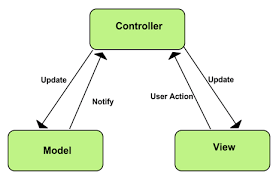 Controller
Update
Update
Notify
User Action
Model
View